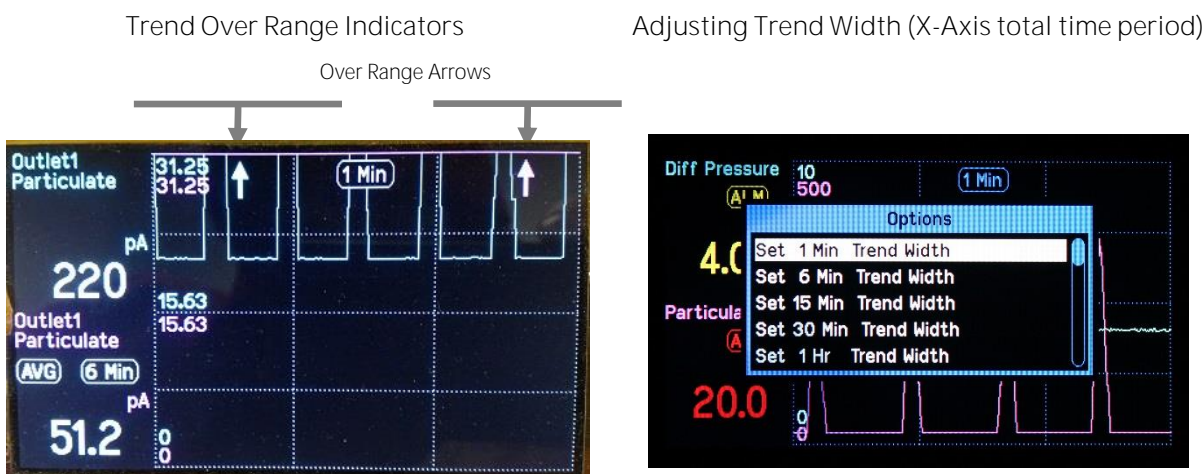 Trend Over Range Indicators
Adjusting Trend Width (X-Axis total time period)
Over Range Arrows
Outlet1
Particulate
pA
220
Outlet1
Particulate
AVG 6 Min
pA
51.2
31.25
31.25
1 Min
15.63
15.63
0
0
Diff Pressure
4.0
Particula
20.0
10
500
1 Min
0
0
Options
Set 1 Min Trend Width
Set 6 Min Trend Width
Set 15 Min Trend Width
Set 30 Min Trend Width
Set 1 Hr Trend Width